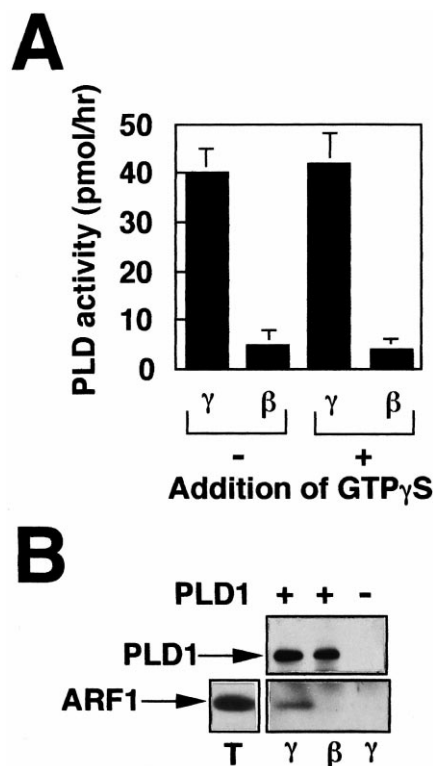 A
PLD activity (pmol/hr)
50
40
30
20
10
0
γ β γ β
- +
Addition of GTPγS
B
PLD1 + + -
PLD1
ARF1
T γ β γ